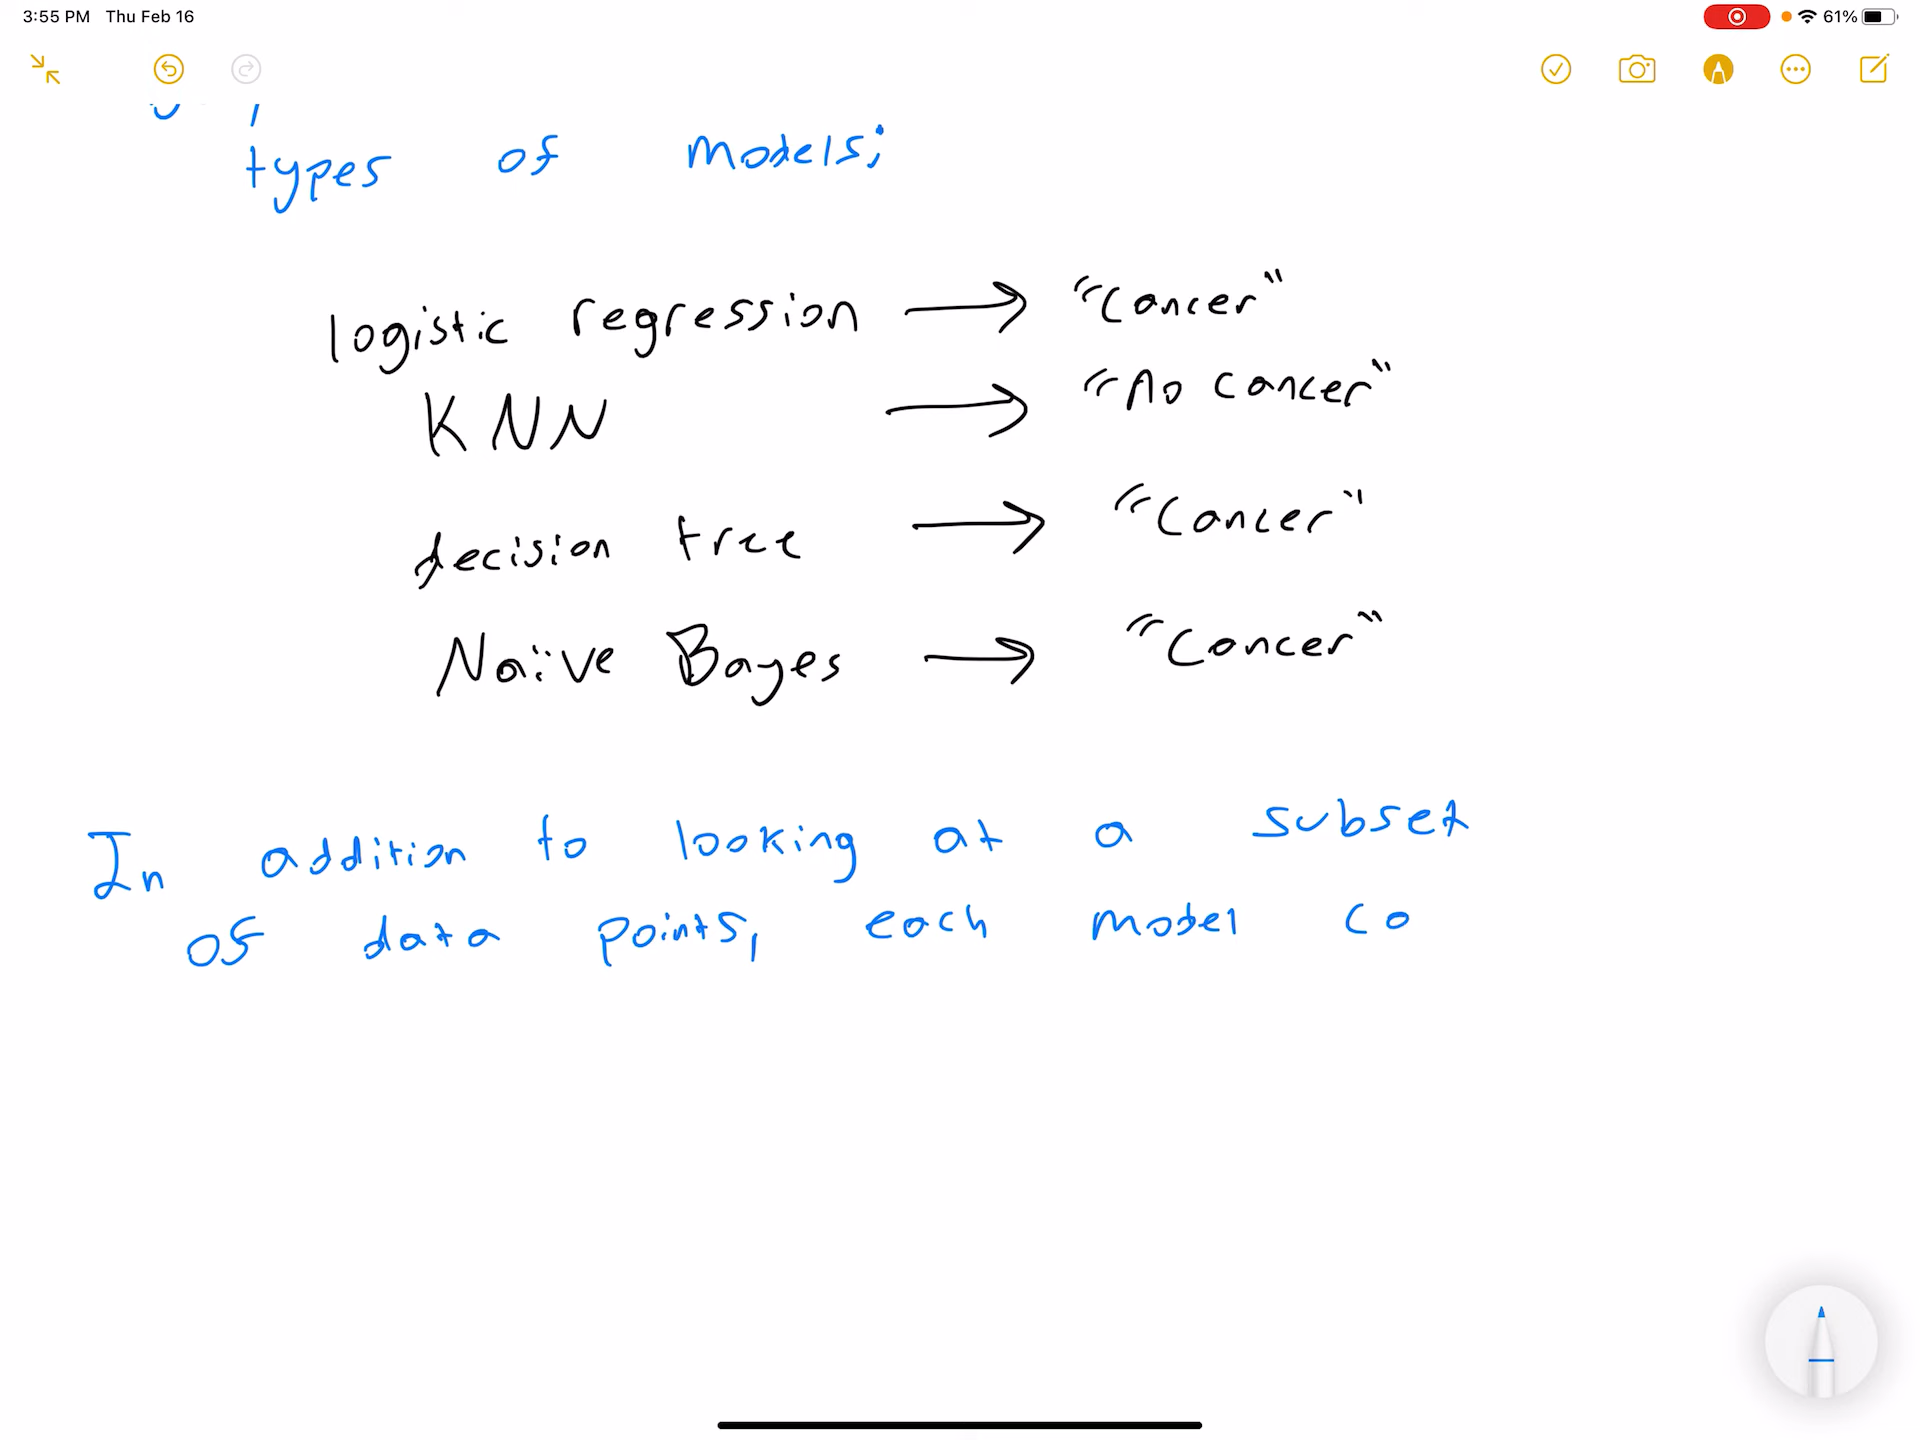 3:55 PM Thu Feb 16 61%
types of models:
logistic regression → "Cancer"
KNN → "No cancer"
decision tree → "Cancer"
Naïve Bayes → "Cancer"
In addition to looking at a subset
of data points, each model co